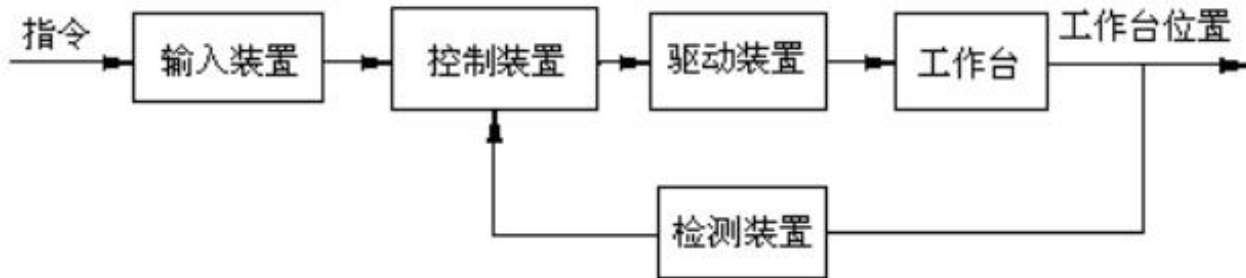 指令
输入装置
控制装置
驱动装置
工作台
工作台位置
检测装置